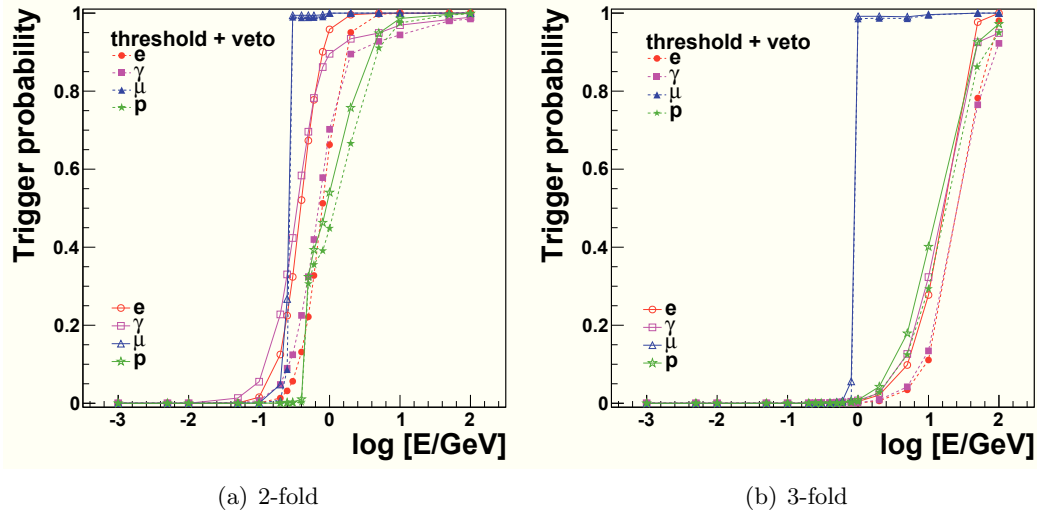 Trigger probability
1
0.8
0.6
0.4
0.2
0
threshold + veto
e
γ
μ
p
e
γ
μ
p
-3 -2 -1 0 1 2
log [E/GeV]
(a) 2-fold
Trigger probability
1
0.8
0.6
0.4
0.2
0
threshold + veto
e
γ
μ
p
e
γ
μ
p
-3 -2 -1 0 1 2
log [E/GeV]
(b) 3-fold